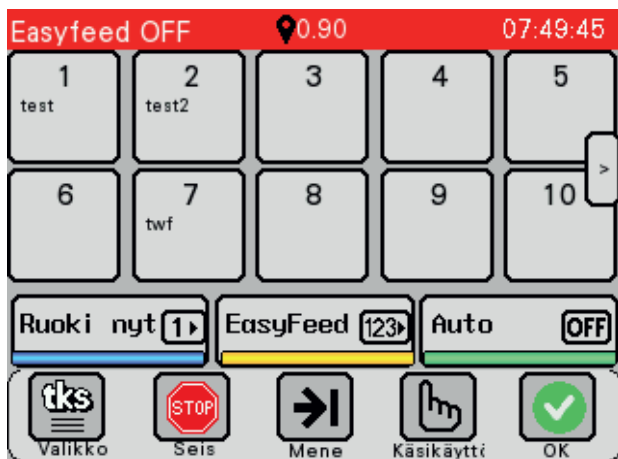 Easyfeed OFF 0.90 07:49:45
1 2 3 4 5
test test2
>
6 7 8 9 10
twf
Ruoki nyt 1 EasyFeed 123 Auto OFF
tks STOP
Valikko Seis Mene Käsikäyttö OK